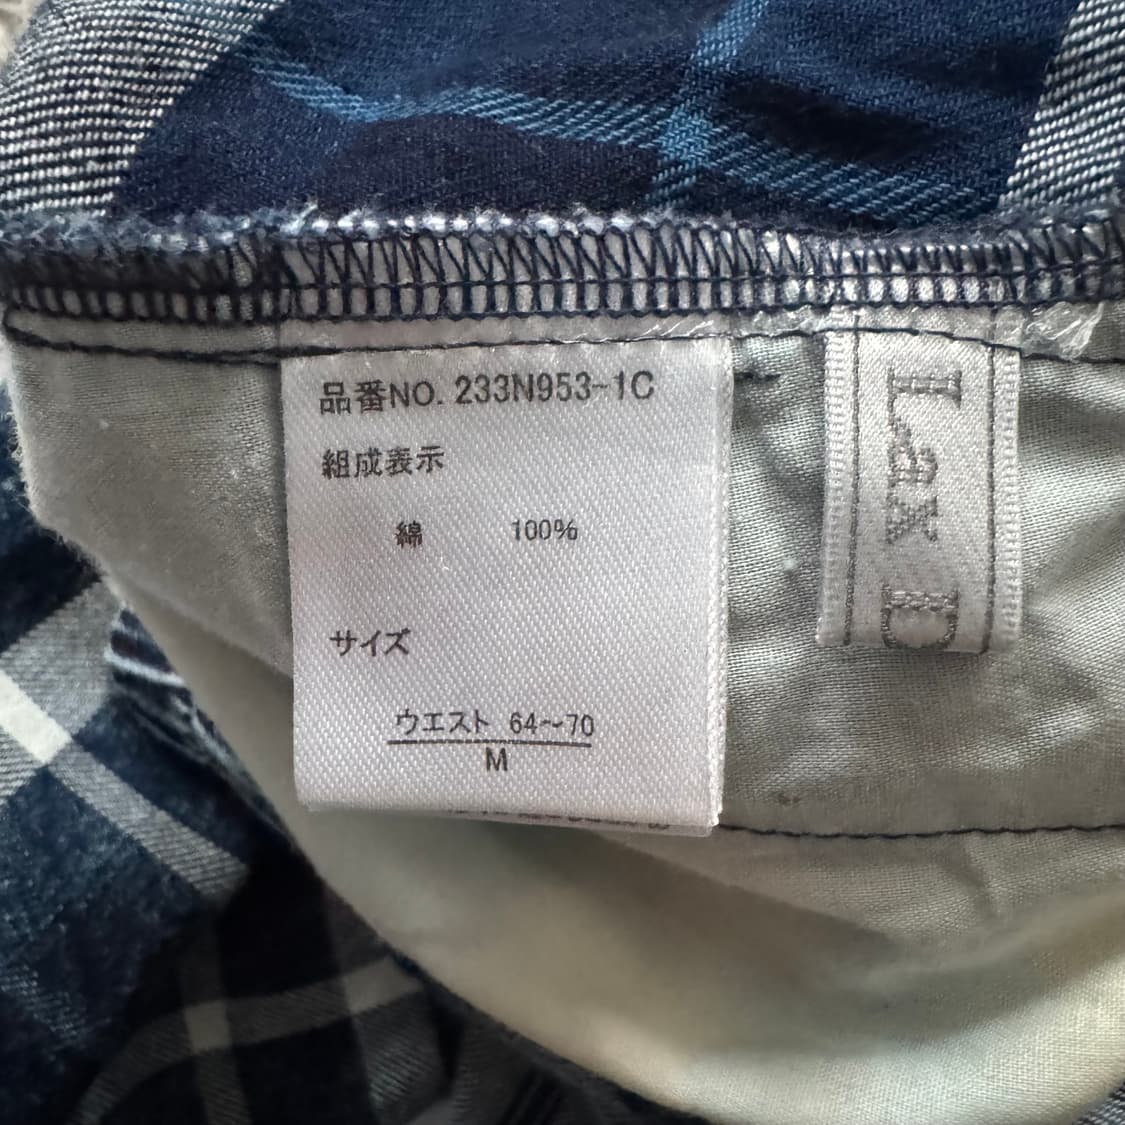 品番NO. 233N953-1C
組成表示
綿 100%
サイズ
ウエスト 64～70
M
Lax D